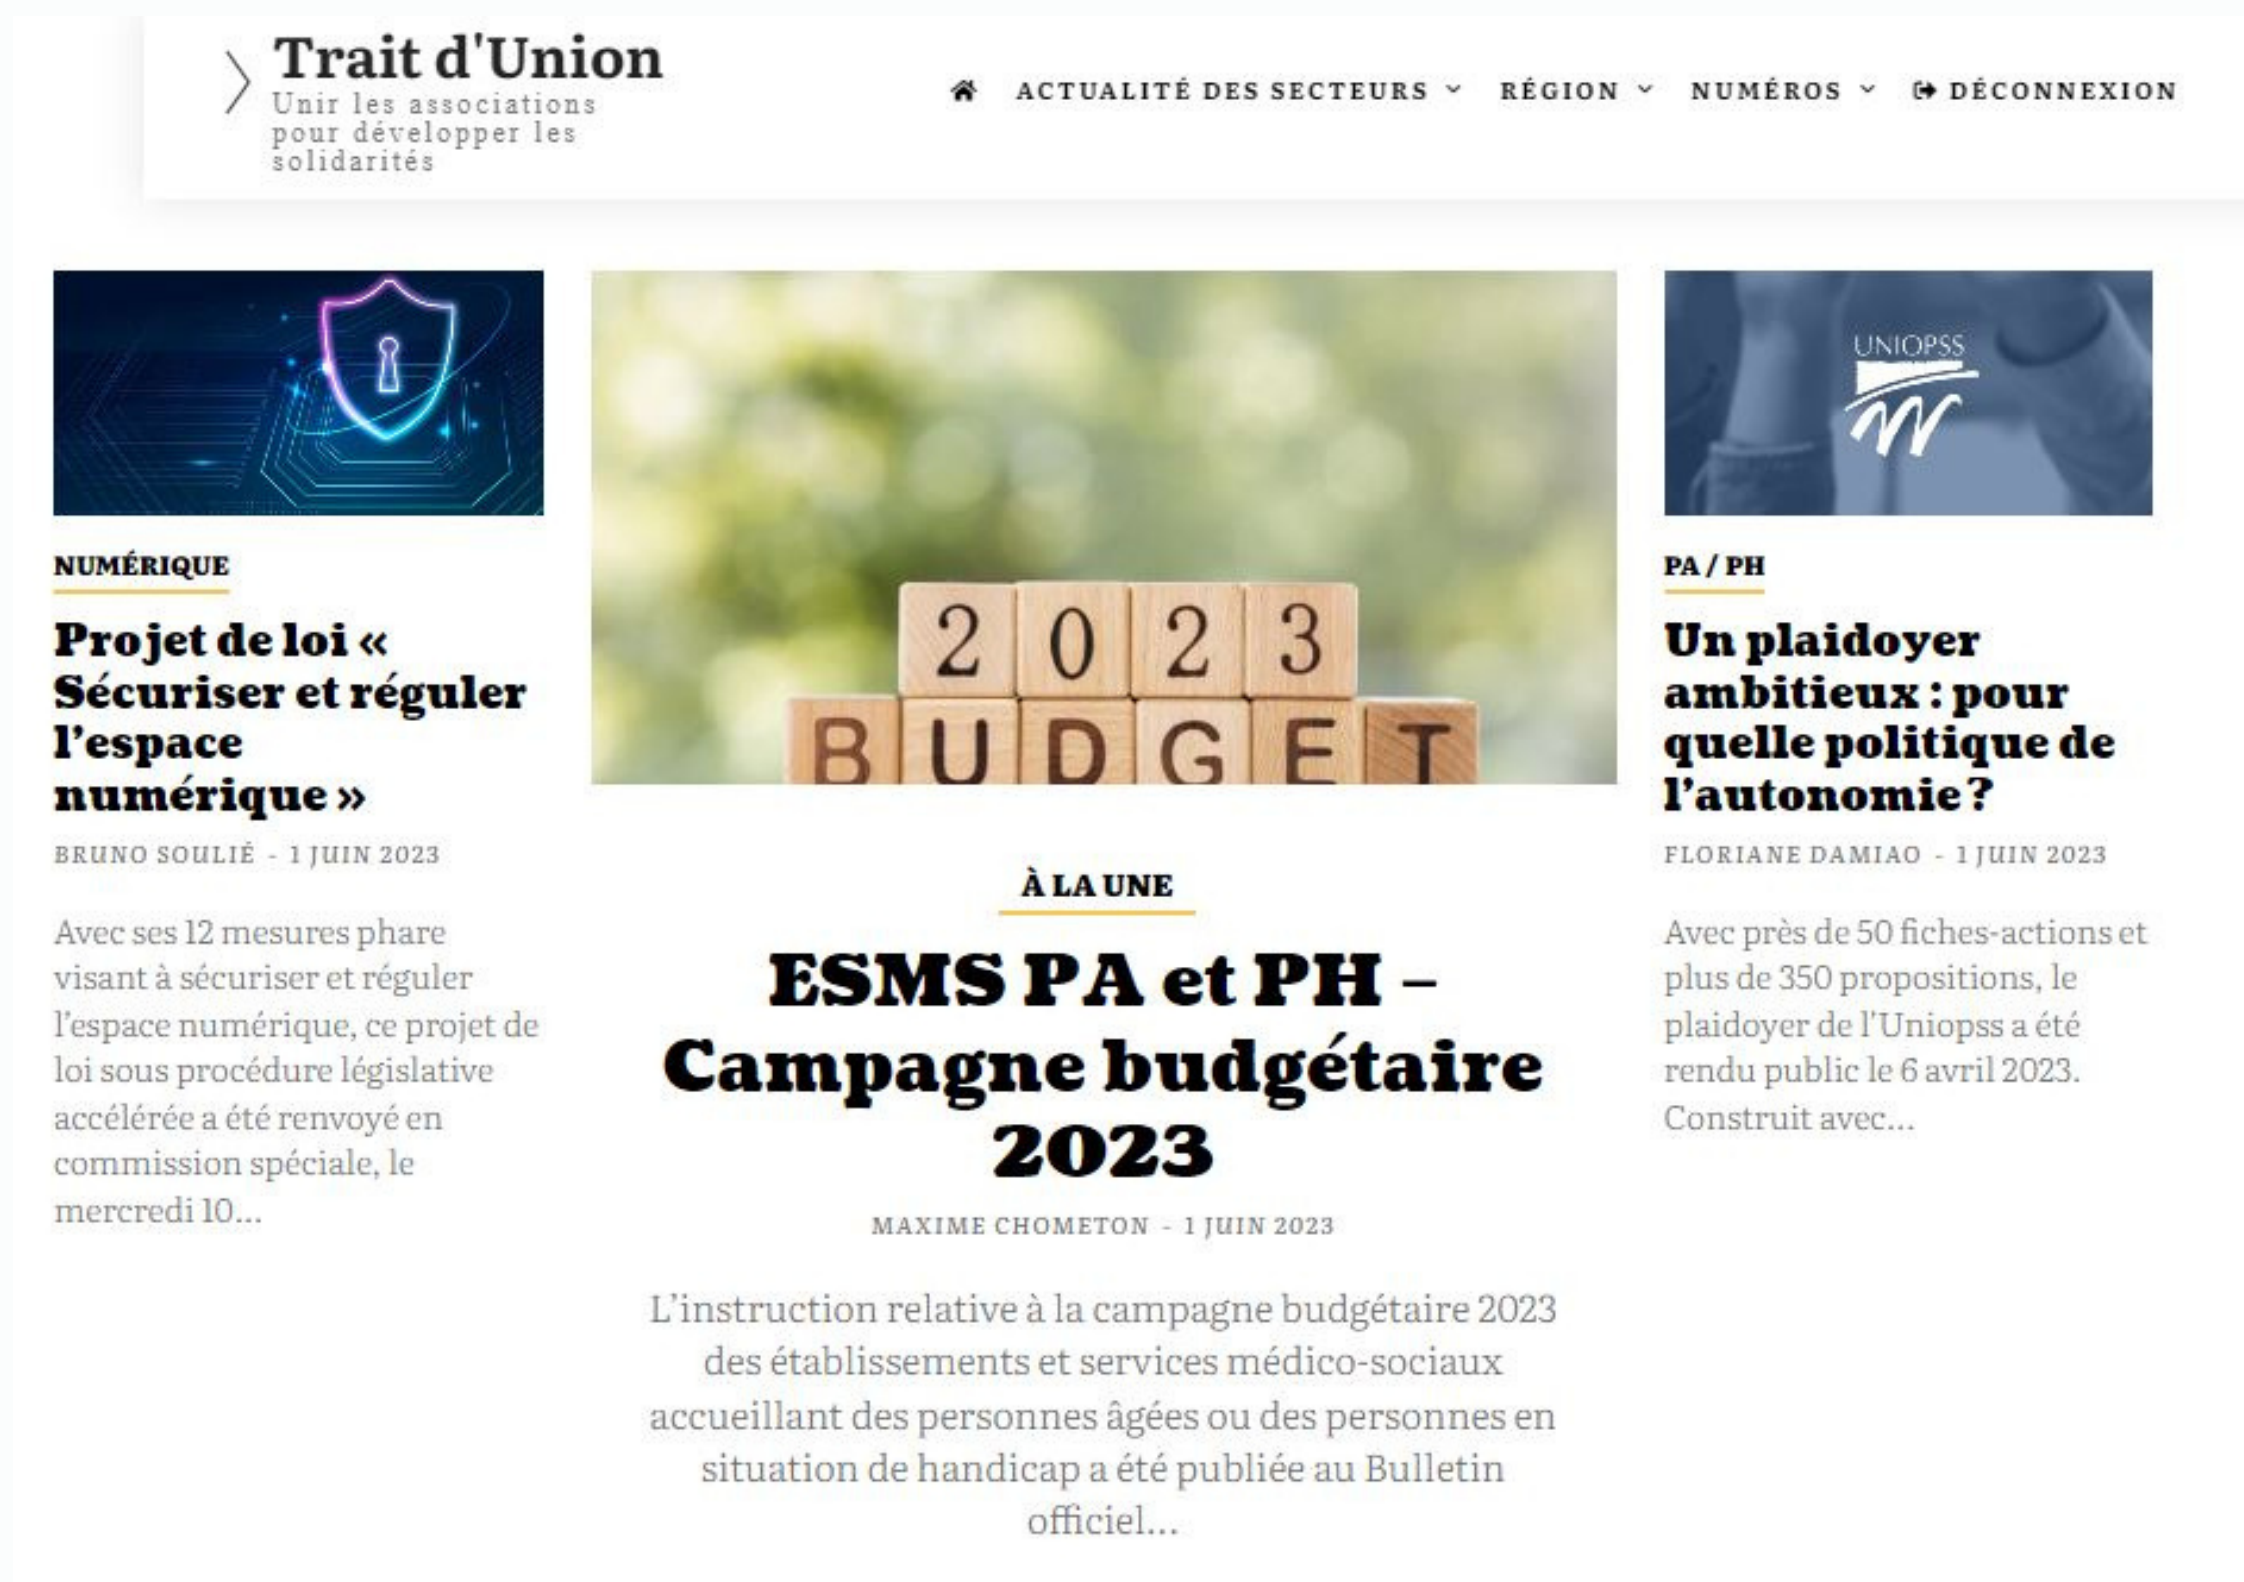 Trait d'Union
Unir les associations
pour développer les
solidarités
ACTUALITÉ DES SECTEURS
RÉGION
NUMÉROS
DÉCONNEXION
NUMÉRIQUE
Projet de loi «
Sécuriser et réguler
l’espace
numérique »
BRUNO SOULIÉ - 1 JUIN 2023
Avec ses 12 mesures phare
visant à sécuriser et réguler
l’espace numérique, ce projet de
loi sous procédure législative
accélérée a été renvoyé en
commission spéciale, le
mercredi 10...
2023
BUDGET
À LA UNE
ESMS PA et PH –
Campagne budgétaire
2023
MAXIME CHOMETON - 1 JUIN 2023
L’instruction relative à la campagne budgétaire 2023
des établissements et services médico-sociaux
accueillant des personnes âgées ou des personnes en
situation de handicap a été publiée au Bulletin
officiel...
UNIOPSS
PA / PH
Un plaidoyer
ambitieux : pour
quelle politique de
l’autonomie ?
FLORIANE DAMIAO - 1 JUIN 2023
Avec près de 50 fiches-actions et
plus de 350 propositions, le
plaidoyer de l’Uniopss a été
rendu public le 6 avril 2023.
Construit avec...